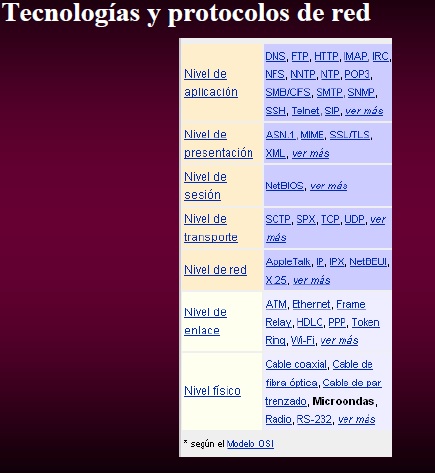 Tecnologías y protocolos de red
Nivel de aplicación
DNS, FTP, HTTP, IMAP, IRC,
NFS, NNTP, NTP, POP3,
SMB/CIFS, SMTP, SNMP,
SSH, Telnet, SIP, ver más
Nivel de presentación
ASN.1, MIME, SSL/TLS,
XML, ver más
Nivel de sesión
NetBIOS, ver más
Nivel de transporte
SCTP, SPX, TCP, UDP, ver
más
Nivel de red
AppleTalk, IP, IPX, NetBEUI,
X.25, ver más
Nivel de enlace
ATM, Ethernet, Frame
Relay, HDLC, PPP, Token
Ring, Wi-Fi, ver más
Nivel físico
Cable coaxial, Cable de
fibra óptica, Cable de par
trenzado, Microondas,
Radio, RS-232, ver más
* según el Modelo OSI